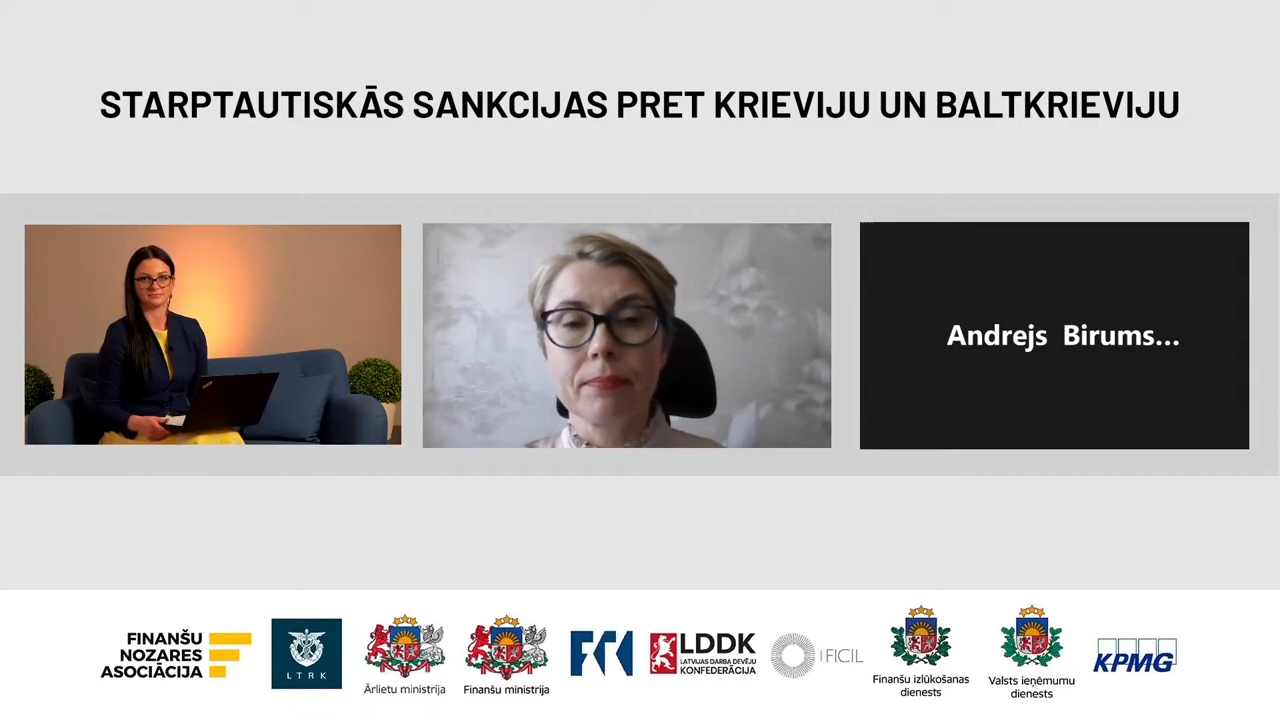 STARPTAUTISKĀS SANKCIJAS PRET KRIEVIJU UN BALTKRIEVIJU
Andrejs Birums...
FINANŠU
NOZARES
ASOCIĀCIJA
LTRK
Ārlietu ministrija
Finanšu ministrija
FKTK
LDDK
LATVIJAS DARBA DEVĒJU
KONFEDERĀCIJA
FICIL
Finanšu izlūkošanas
dienests
Valsts ieņēmumu
dienests
KPMG